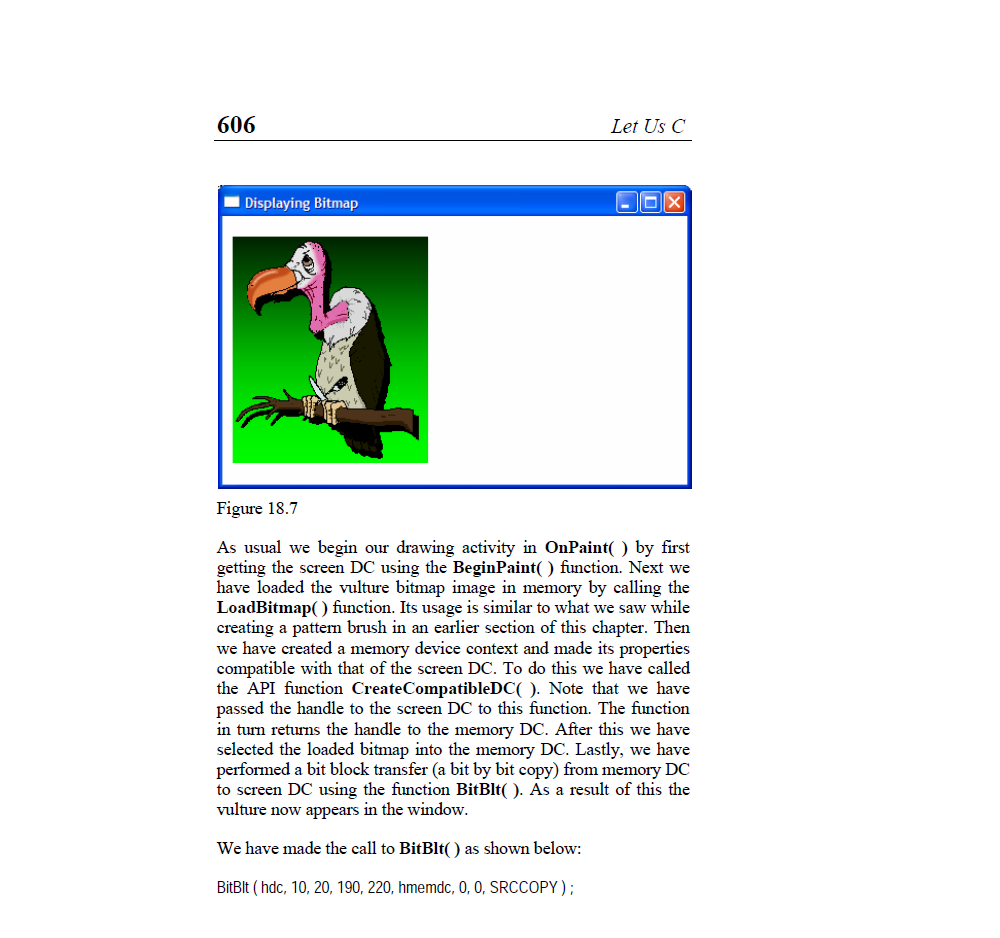 606
Let Us C
Displaying Bitmap
Figure 18.7
As usual we begin our drawing activity in OnPaint( ) by first
getting the screen DC using the BeginPaint( ) function. Next we
have loaded the vulture bitmap image in memory by calling the
LoadBitmap( ) function. Its usage is similar to what we saw while
creating a pattern brush in an earlier section of this chapter. Then
we have created a memory device context and made its properties
compatible with that of the screen DC. To do this we have called
the API function CreateCompatibleDC( ). Note that we have
passed the handle to the screen DC to this function. The function
in turn returns the handle to the memory DC. After this we have
selected the loaded bitmap into the memory DC. Lastly, we have
performed a bit block transfer (a bit by bit copy) from memory DC
to screen DC using the function BitBlt( ). As a result of this the
vulture now appears in the window.
We have made the call to BitBlt( ) as shown below:
BitBlt ( hdc, 10, 20, 190, 220, hmemdc, 0, 0, SRCCOPY ) ;